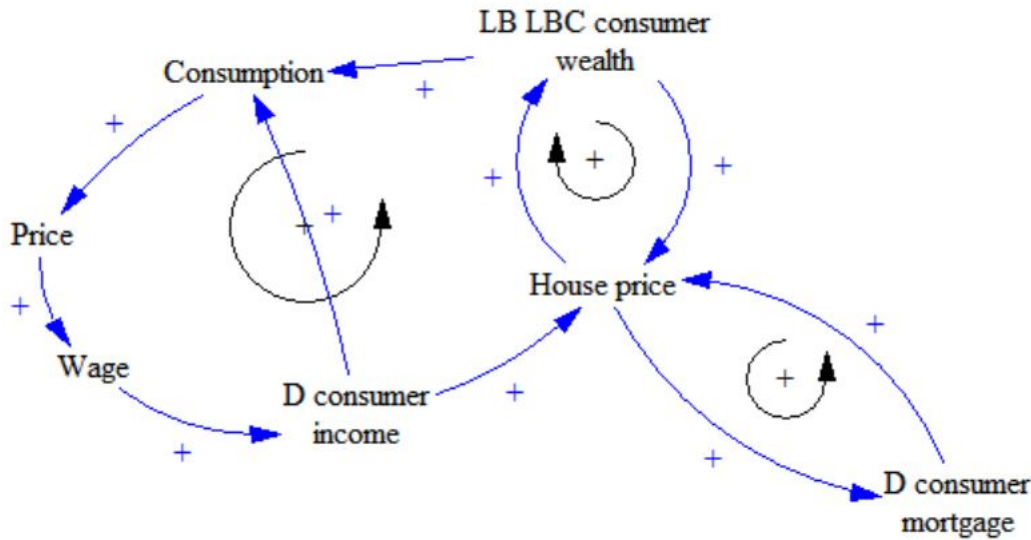 LB LBC consumer
wealth
Consumption
+
+
+
+
+
+
+
Price
House price
+
+
Wage
+
D consumer
income
+
+
+
D consumer
mortgage